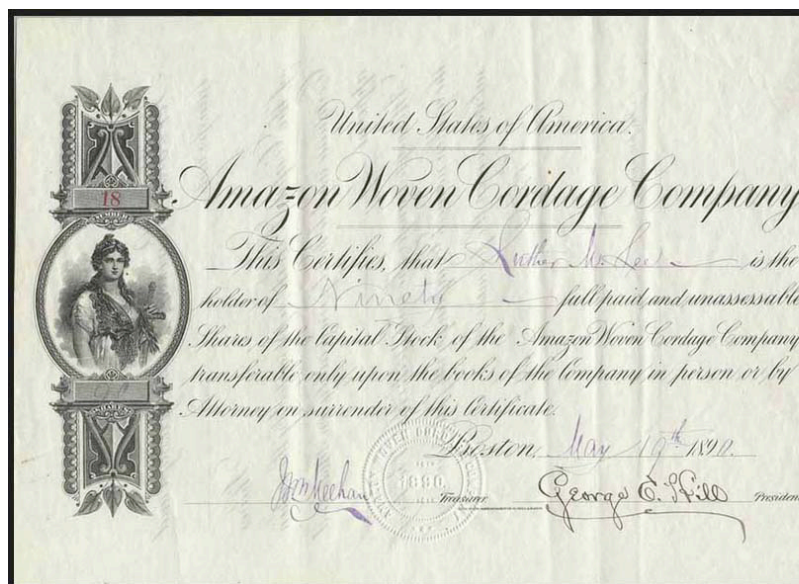 United States of America.
Amazon Woven Cordage Company
18
NUMBER
This Certifies, that Luther M. Lee is the
holder of Ninety full paid and unassessable
Shares of the Capital Stock of the Amazon Woven Cordage Company
transferable only upon the books of the Company in person or by
Attorney on surrender of this Certificate.
SHARES
Boston, May 19th 1890.
1890
Treasurer
George E. Hill President